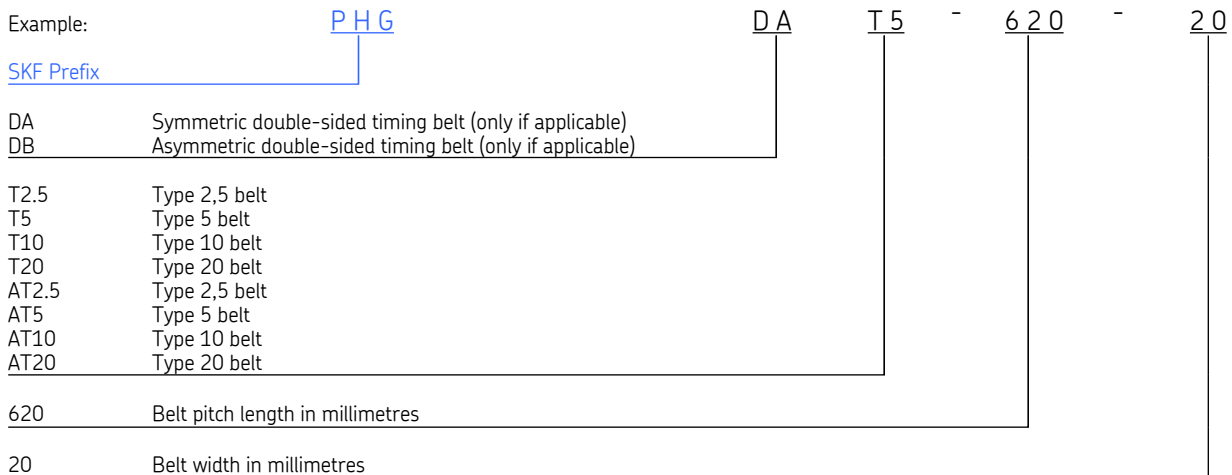 Example: PHG DA T5 - 620 - 20
SKF Prefix
DA Symmetric double-sided timing belt (only if applicable)
DB Asymmetric double-sided timing belt (only if applicable)
T2.5 Type 2,5 belt
T5 Type 5 belt
T10 Type 10 belt
T20 Type 20 belt
AT2.5 Type 2,5 belt
AT5 Type 5 belt
AT10 Type 10 belt
AT20 Type 20 belt
620 Belt pitch length in millimetres
20 Belt width in millimetres